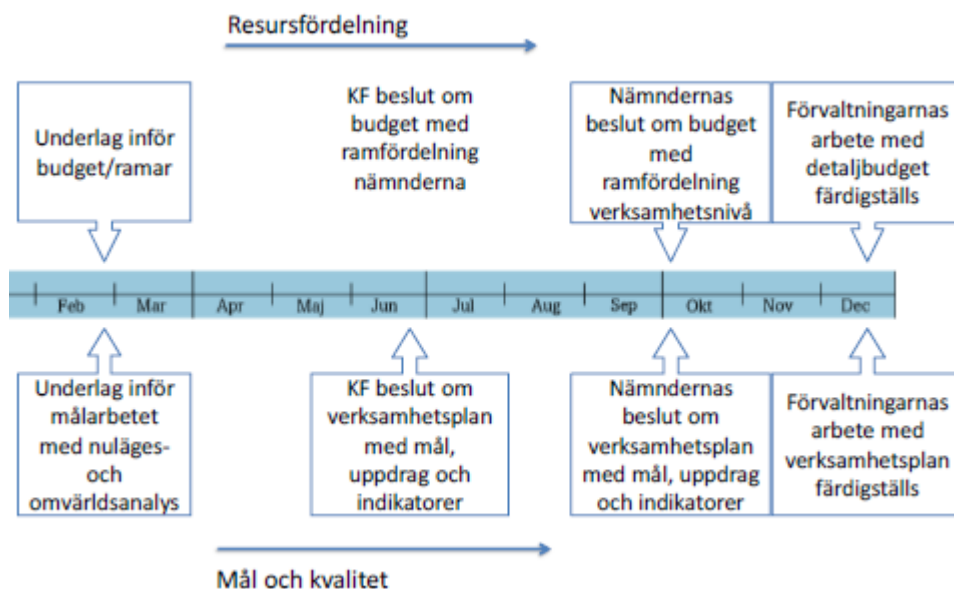 Resursfördelning
Underlag inför
budget/ramar
KF beslut om
budget med
ramfördelning
nämnderna
Nämndernas
beslut om budget
med
ramfördelning
verksamhetsnivå
Förvaltningarnas
arbete med
detaljbudget
färdigställs
Feb Mar Apr Maj Jun Jul Aug Sep Okt Nov Dec
Underlag inför
målarbetet
med nuläges-
och
omvärldsanalys
KF beslut om
verksamhetsplan
med mål,
uppdrag och
indikatorer
Nämndernas
beslut om
verksamhetsplan
med mål, uppdrag
och indikatorer
Förvaltningarnas
arbete med
verksamhetsplan
färdigställs
Mål och kvalitet